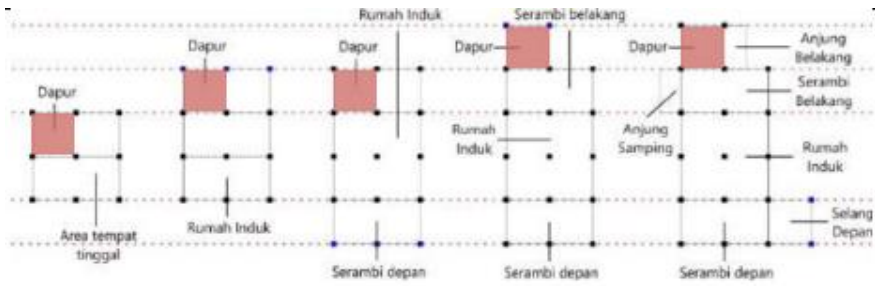 Dapur
Area tempat
tinggal
Dapur
Rumah Induk
Rumah Induk
Dapur
Serambi depan
Serambi belakang
Dapur
Rumah
Induk
Serambi depan
Dapur
Anjung
Belakang
Serambi
Belakang
Anjung
Samping
Rumah
Induk
Selang
Depan
Serambi depan